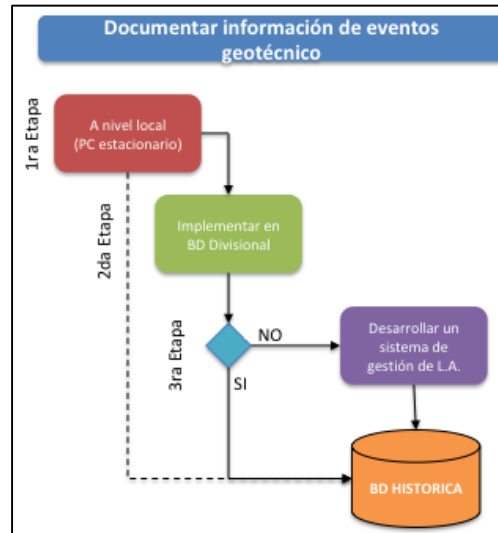 Documentar información de eventos
geotécnico
1ra Etapa
A nivel local
(PC estacionario)
2da Etapa
Implementar en
BD Divisional
3ra Etapa
NO
SI
Desarrollar un
sistema de
gestión de L.A.
BD HISTORICA